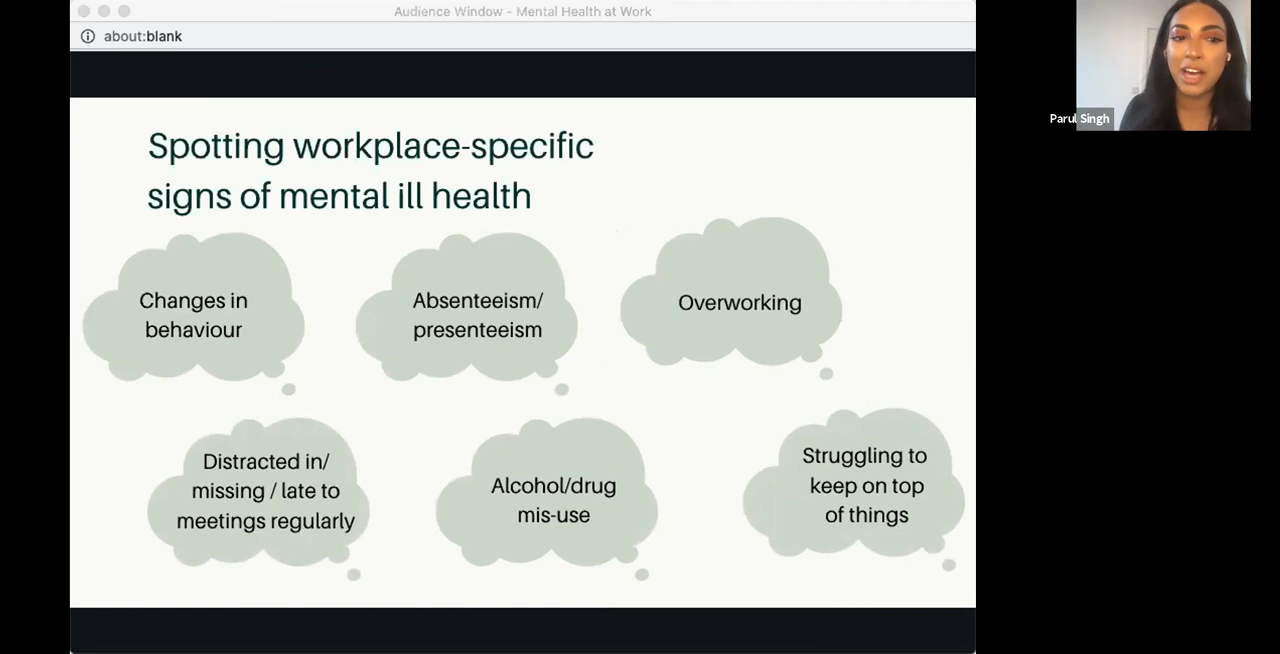 Audience Window - Mental Health at Work
about:blank
Parul Singh
Spotting workplace-specific
signs of mental ill health
Changes in
behaviour
Absenteeism/
presenteeism
Overworking
Distracted in/
missing / late to
meetings regularly
Alcohol/drug
mis-use
Struggling to
keep on top
of things